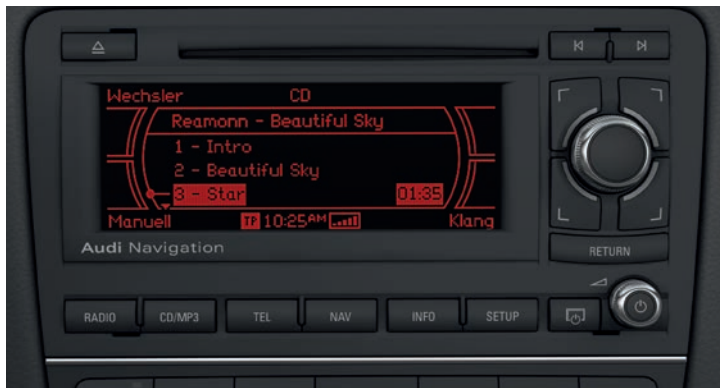 Wechsler CD
Reamonn - Beautiful Sky
1 - Intro
2 - Beautiful Sky
3 - Star 01:35
Manuell TP 10:25AM Klang
Audi Navigation
RETURN
RADIO CD/MP3 TEL NAV INFO SETUP